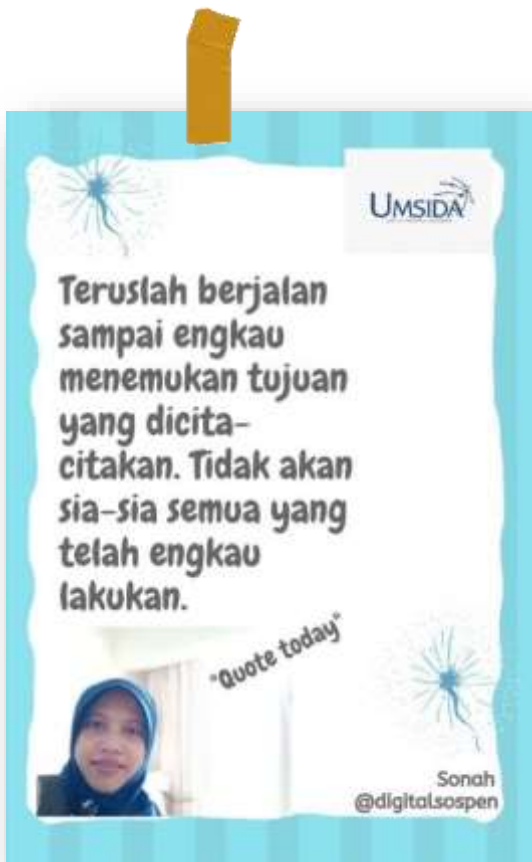 UMSIDA
Teruslah berjalan
sampai engkau
menemukan tujuan
yang dicita-
citakan. Tidak akan
sia-sia semua yang
telah engkau
lakukan.
"Quote today"
Sonah
@digitalsospen